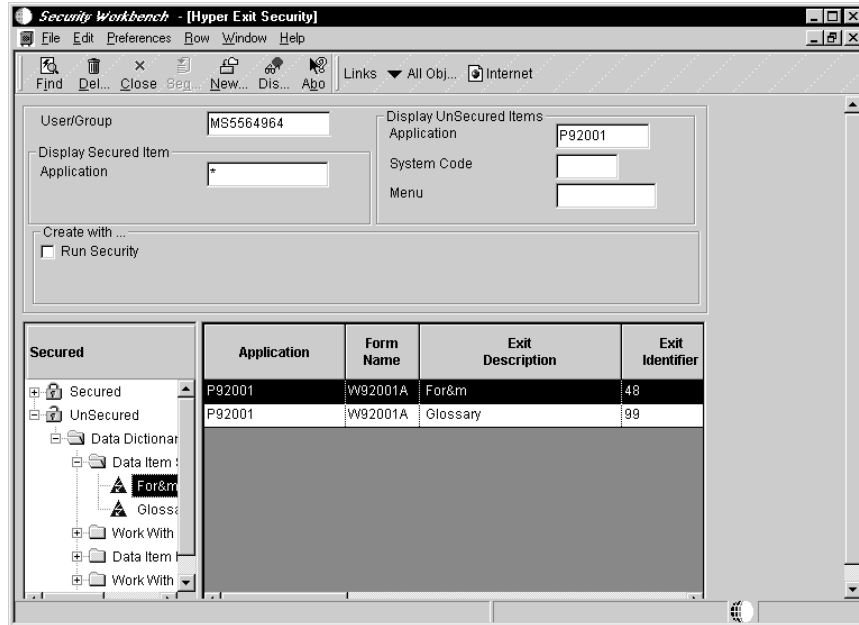 Security Workbench - [Hyper Exit Security]
File Edit Preferences Row Window Help
Find Del... Close Seq... New... Dis... Abo Links All Obj... Internet
User/Group MS5564964
Display Secured Item
Application *
Display UnSecured Items
Application P92001
System Code
Menu
Create with ...
Run Security
Secured
Secured
UnSecured
Data Dictionar
Data Item
For&m
Glossa
Work With
Data Item
Work With
Application Form Name Exit Description Exit Identifier
P92001 W92001A For&m 48
P92001 W92001A Glossary 99